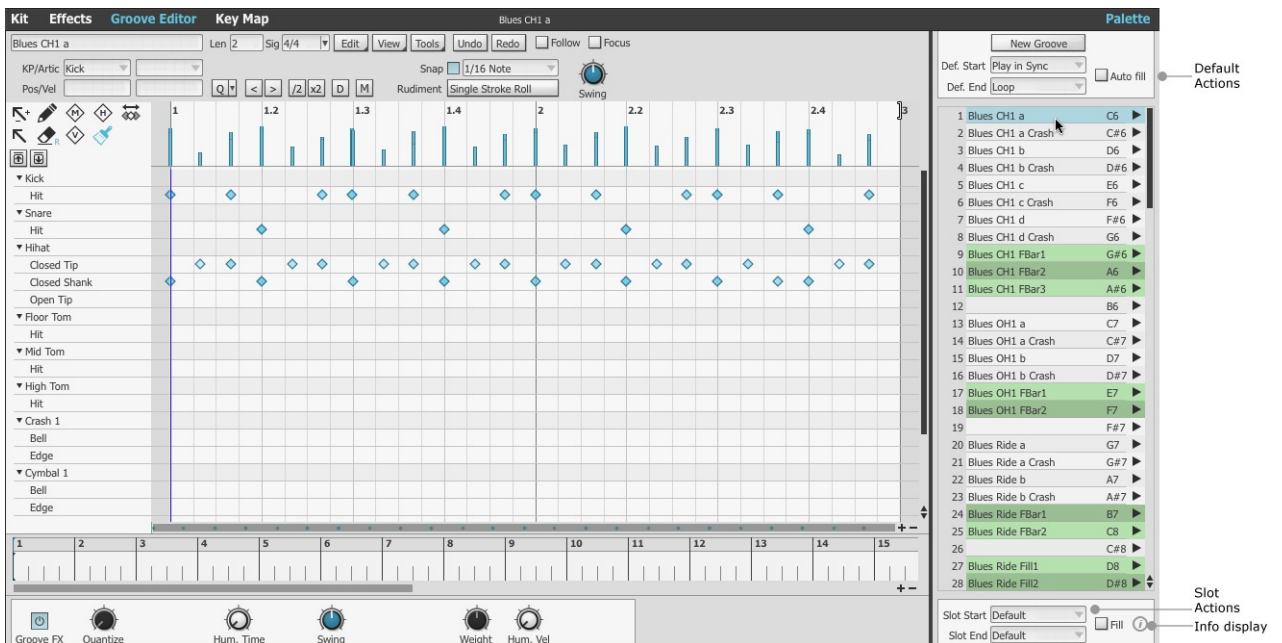 Kit Effects Groove Editor Key Map Blues CH1 a Palette
Blues CH1 a Len 2 Sig 4/4 Edit View Tools Undo Redo Follow Focus
KP/Artic Kick Snap 1/16 Note
Pos/Vel Q < > /2 x2 D M Rudiment Single Stroke Roll Swing
M H
R V
1 1.2 1.3 2 2.2 2.4 3
Kick
Hit
Snare
Hit
Hihat
Closed Tip
Closed Shank
Open Tip
Floor Tom
Hit
Mid Tom
Hit
High Tom
Hit
Crash 1
Bell
Edge
Cymbal 1
Bell
Edge
+ −
1 2 3 4 5 6 7 8 9 10 11 12 13 14 15
+ −
Groove FX Quantize Hum. Time Swing Weight Hum. Vel
New Groove
Def. Start Play in Sync
Def. End Loop
Auto fill
Default
Actions
1 Blues CH1 a C6
2 Blues CH1 a Crash C#6
3 Blues CH1 b D6
4 Blues CH1 b Crash D#6
5 Blues CH1 c E6
6 Blues CH1 c Crash F6
7 Blues CH1 d F#6
8 Blues CH1 d Crash G6
9 Blues CH1 FBar1 G#6
10 Blues CH1 FBar2 A6
11 Blues CH1 FBar3 A#6
12 B6
13 Blues OH1 a C7
14 Blues OH1 a Crash C#7
15 Blues OH1 b D7
16 Blues OH1 b Crash D#7
17 Blues OH1 FBar1 E7
18 Blues OH1 FBar2 F7
19 F#7
20 Blues Ride a G7
21 Blues Ride a Crash G#7
22 Blues Ride b A7
23 Blues Ride b Crash A#7
24 Blues Ride FBar1 B7
25 Blues Ride FBar2 C8
26 C#8
27 Blues Ride Fill1 D8
28 Blues Ride Fill2 D#8
Slot Start Default
Slot End Default
Fill i
Slot
Actions
Info display